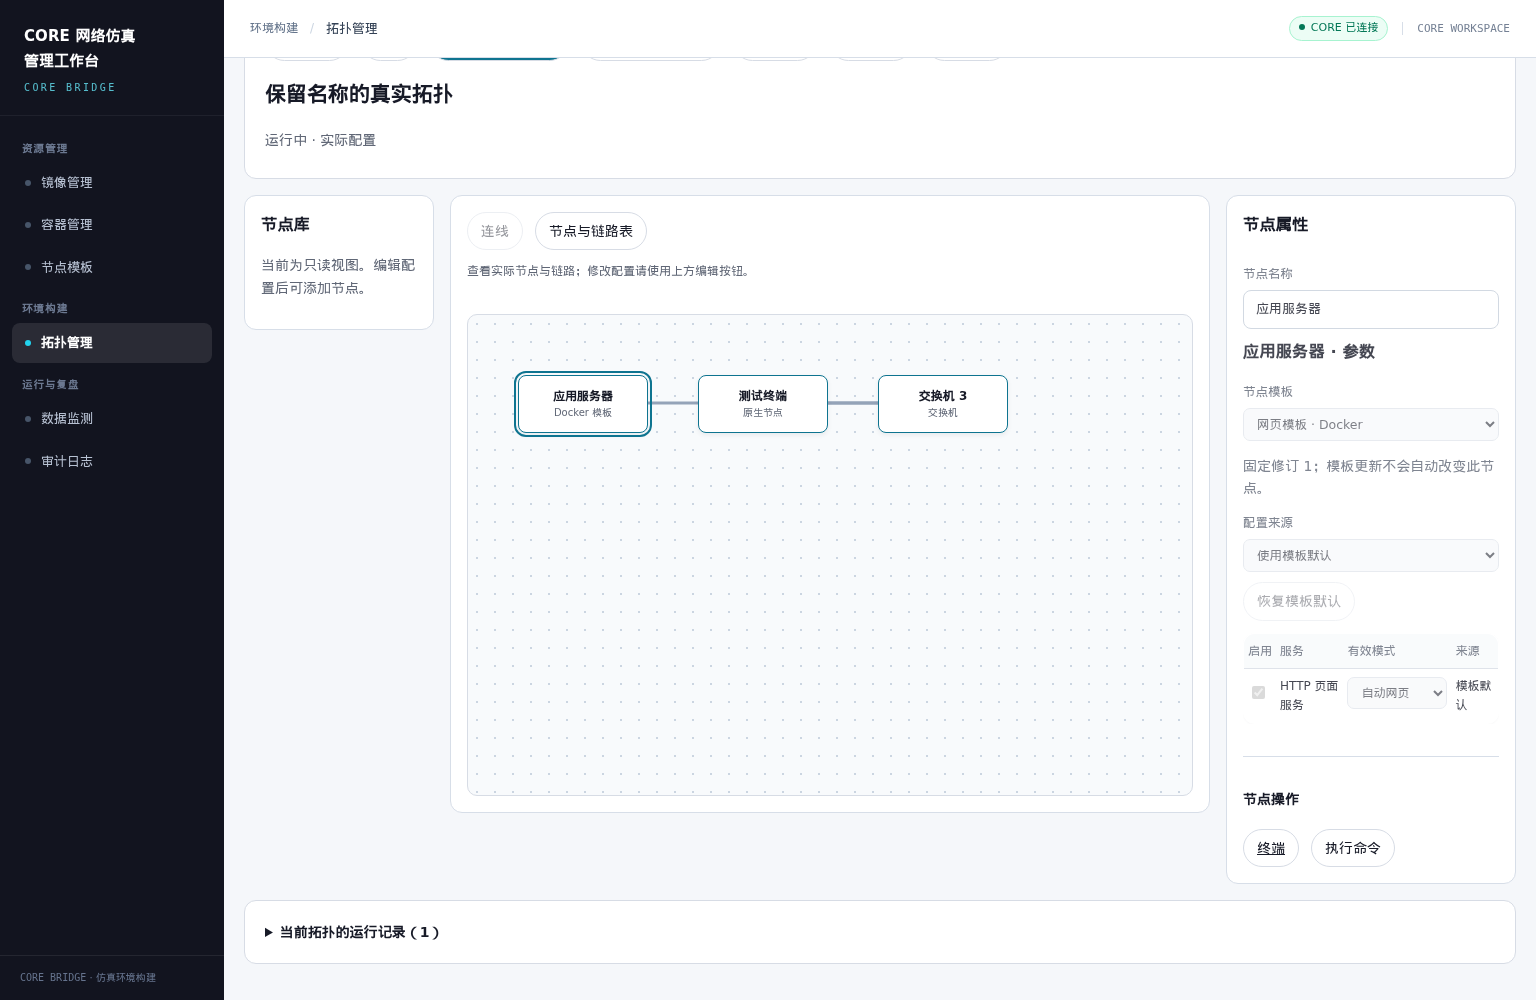 CORE 网络仿真
管理工作台
CORE BRIDGE
资源管理
镜像管理
容器管理
节点模板
环境构建
拓扑管理
运行与复盘
数据监测
审计日志
CORE BRIDGE · 仿真环境构建
环境构建 / 拓扑管理
CORE 已连接
CORE WORKSPACE
保留名称的真实拓扑
运行中 · 实际配置
节点库
当前为只读视图。编辑配
置后可添加节点。
连线
节点与链路表
查看实际节点与链路；修改配置请使用上方编辑按钮。
应用服务器
Docker 模板
测试终端
原生节点
交换机 3
交换机
节点属性
节点名称
应用服务器
应用服务器 · 参数
节点模板
网页模板 · Docker
固定修订 1；模板更新不会自动改变此节
点。
配置来源
使用模板默认
恢复模板默认
启用 服务 有效模式 来源
HTTP 页面
服务
自动网页
模板默
认
节点操作
终端
执行命令
当前拓扑的运行记录（1）